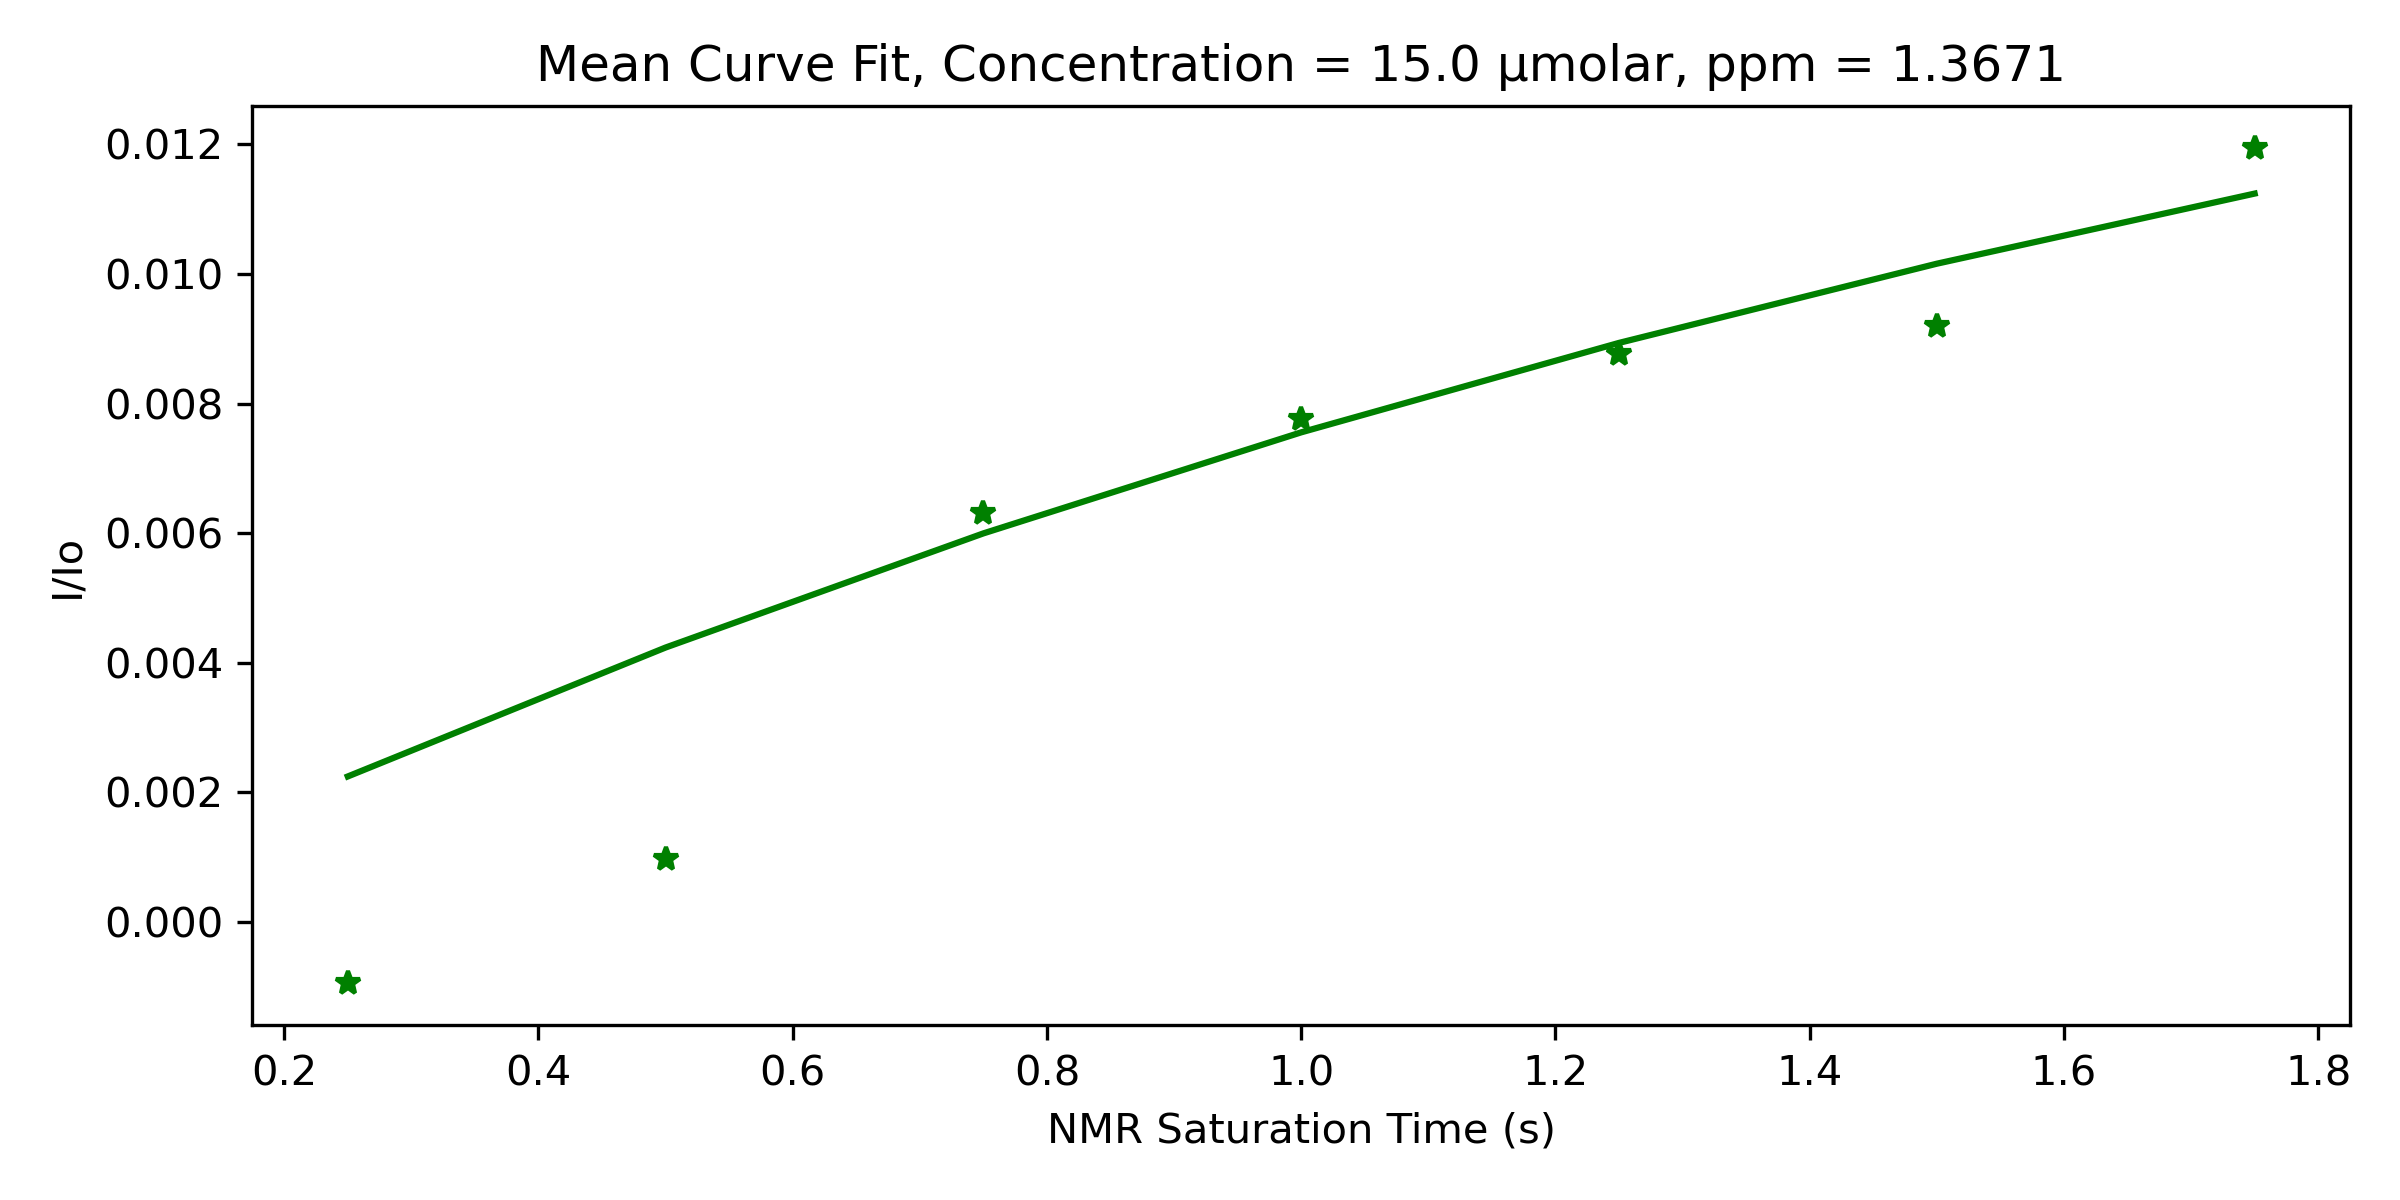 Mean Curve Fit, Concentration = 15.0 µmolar, ppm = 1.3671
0.012
0.010
0.008
0.006
0.004
0.002
0.000
I/Io
0.2 0.4 0.6 0.8 1.0 1.2 1.4 1.6 1.8
NMR Saturation Time (s)